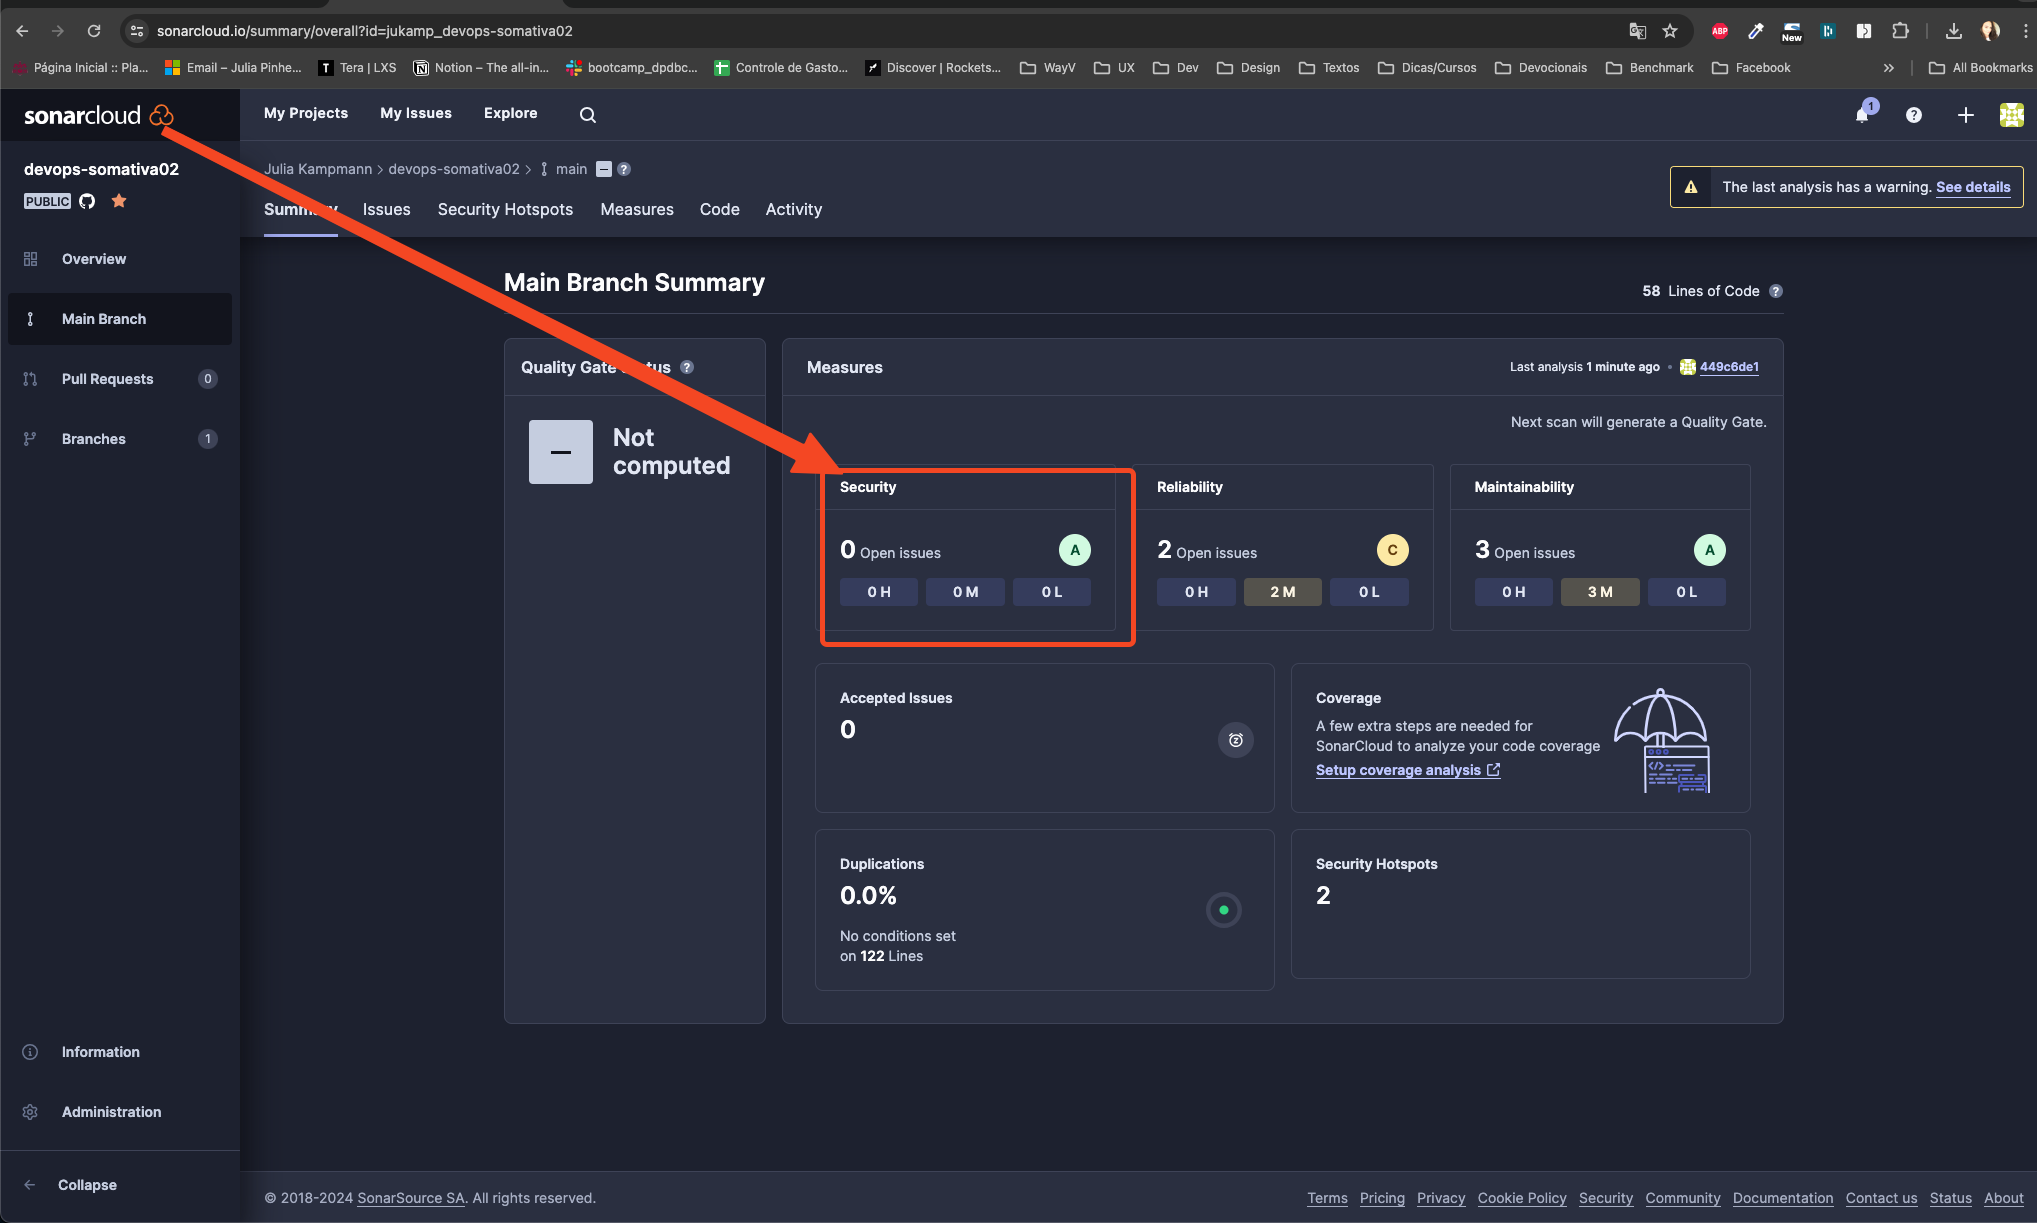 sonarcloud.io/summary/overall?id=jukamp_devops-somativa02
ABP
New
Página Inicial :: Pla...
Email – Julia Pinhe...
T
Tera | LXS
Notion – The all-in...
bootcamp_dpdbc...
Controle de Gasto...
Discover | Rockets...
WayV
UX
Dev
Design
Textos
Dicas/Cursos
Devocionais
Benchmark
Facebook
»
All Bookmarks
sonarcloud
My Projects
My Issues
Explore
1
?
devops-somativa02
PUBLIC
Julia Kampmann > devops-somativa02 > main ?
The last analysis has a warning. See details
Summary
Issues
Security Hotspots
Measures
Code
Activity
Overview
Main Branch
Pull Requests 0
Branches 1
Main Branch Summary
58 Lines of Code ?
Quality Gate Status ?
Not
computed
Measures
Last analysis 1 minute ago • 449c6de1
Next scan will generate a Quality Gate.
Security
0 Open issues A
0 H 0 M 0 L
Reliability
2 Open issues C
0 H 2 M 0 L
Maintainability
3 Open issues A
0 H 3 M 0 L
Accepted Issues
0
Coverage
A few extra steps are needed for
SonarCloud to analyze your code coverage
Setup coverage analysis
Duplications
0.0%
No conditions set
on 122 Lines
Security Hotspots
2
Information
Administration
Collapse
© 2018-2024 SonarSource SA. All rights reserved.
Terms Pricing Privacy Cookie Policy Security Community Documentation Contact us Status About